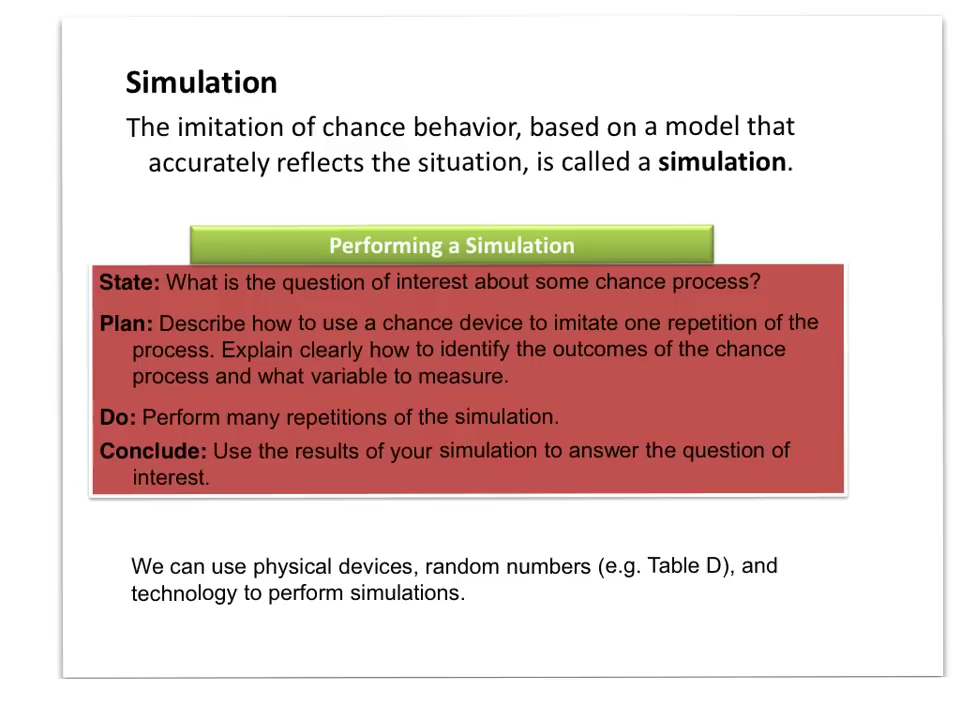 Simulation
The imitation of chance behavior, based on a model that
accurately reflects the situation, is called a simulation.
Performing a Simulation
State: What is the question of interest about some chance process?
Plan: Describe how to use a chance device to imitate one repetition of the
process. Explain clearly how to identify the outcomes of the chance
process and what variable to measure.
Do: Perform many repetitions of the simulation.
Conclude: Use the results of your simulation to answer the question of
interest.
We can use physical devices, random numbers (e.g. Table D), and
technology to perform simulations.